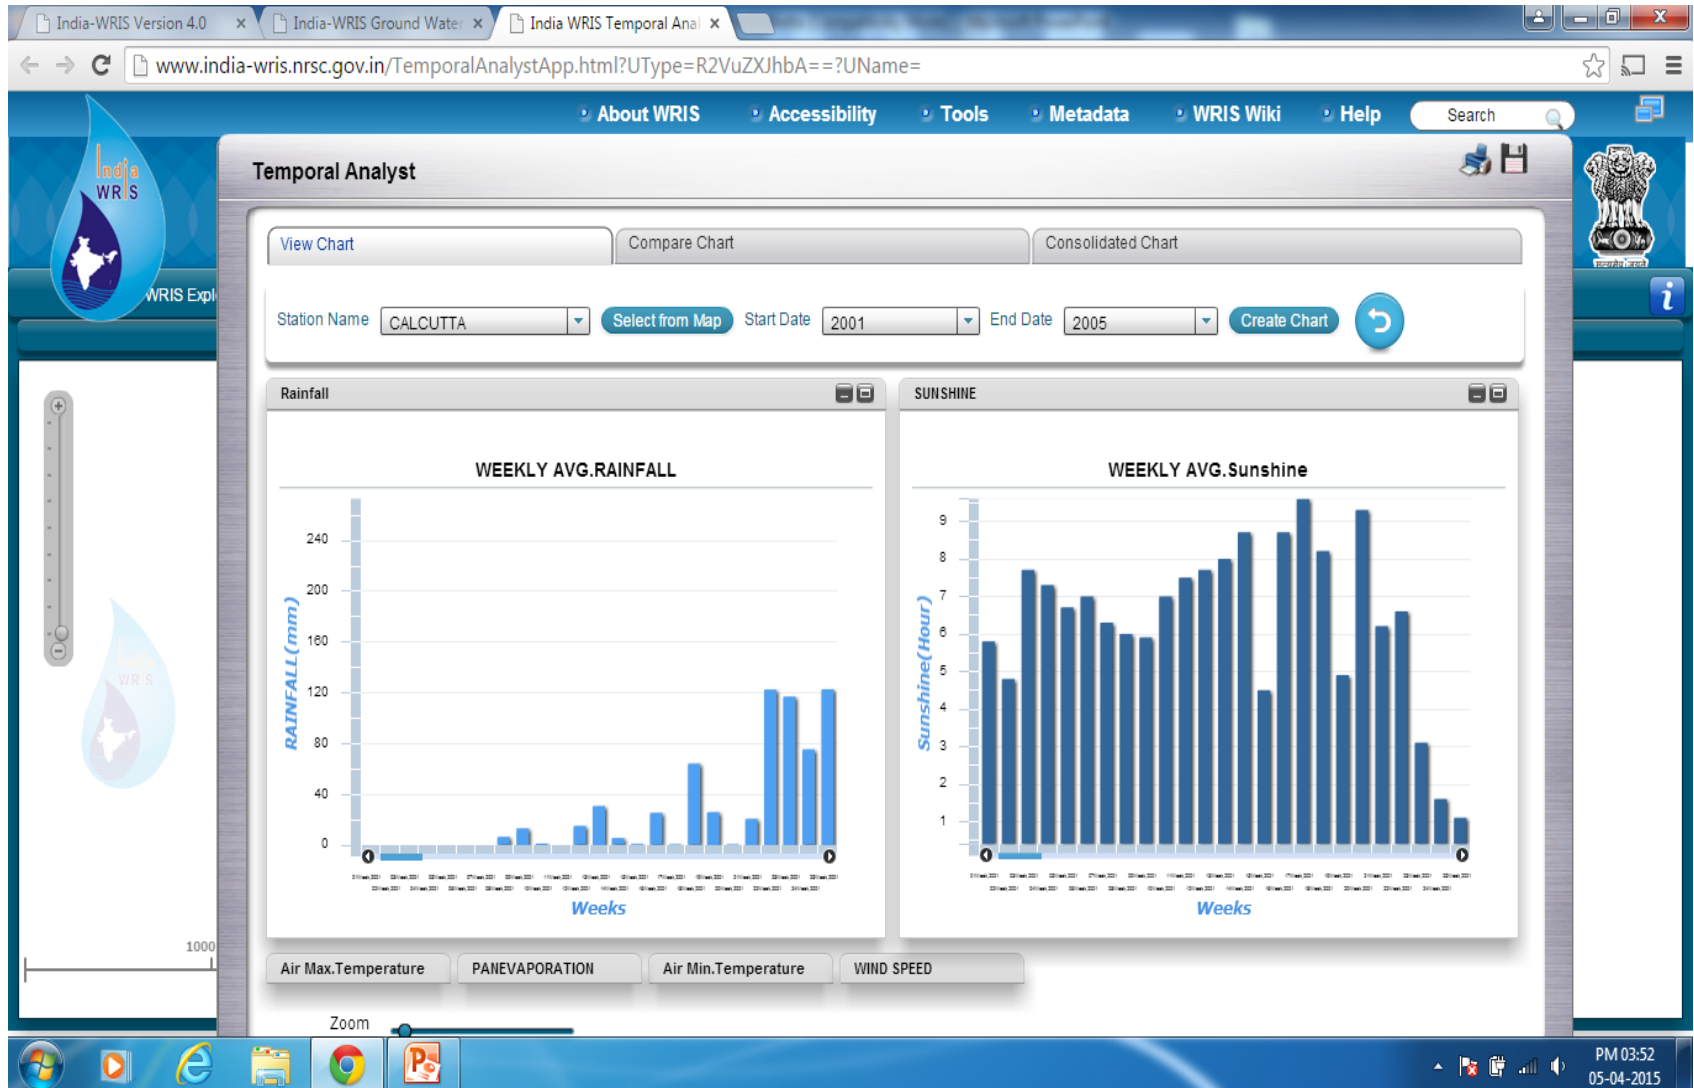 India-WRIS Version 4.0
India-WRIS Ground Water
India WRIS Temporal Anal
www.india-wris.nrsc.gov.in/TemporalAnalystApp.html?UType=R2VuZXJhbA==?UName=
About WRIS
Accessibility
Tools
Metadata
WRIS Wiki
Help
Search
India
WRIS
Temporal Analyst
सत्यमेव जयते
View Chart
Compare Chart
Consolidated Chart
WRIS Expl
Station Name
CALCUTTA
Select from Map
Start Date
2001
End Date
2005
Create Chart
Rainfall
SUNSHINE
WEEKLY AVG.RAINFALL
WEEKLY AVG.Sunshine
240
200
160
120
80
40
0
RAINFALL(mm)
9
8
7
6
5
4
3
2
1
Sunshine(Hour)
India
WRIS
Weeks
Weeks
1000
Air Max.Temperature
PANEVAPORATION
Air Min.Temperature
WIND SPEED
Zoom
PM 03:52
05-04-2015